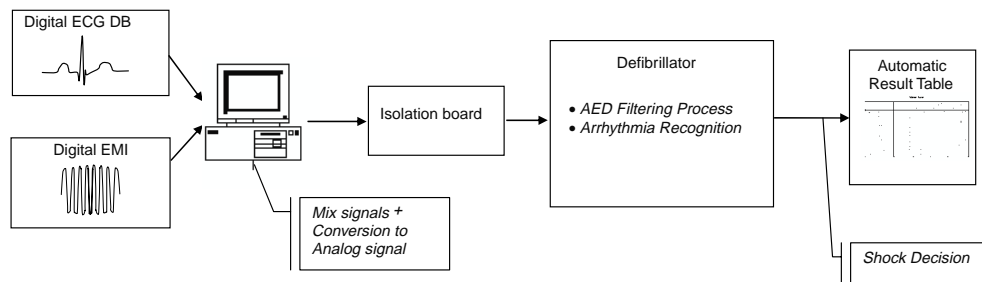 Digital ECG DB
Digital EMI
Mix signals +
Conversion to
Analog signal
Isolation board
Defibrillator
• AED Filtering Process
• Arrhythmia Recognition
Automatic
Result Table
Shock Decision